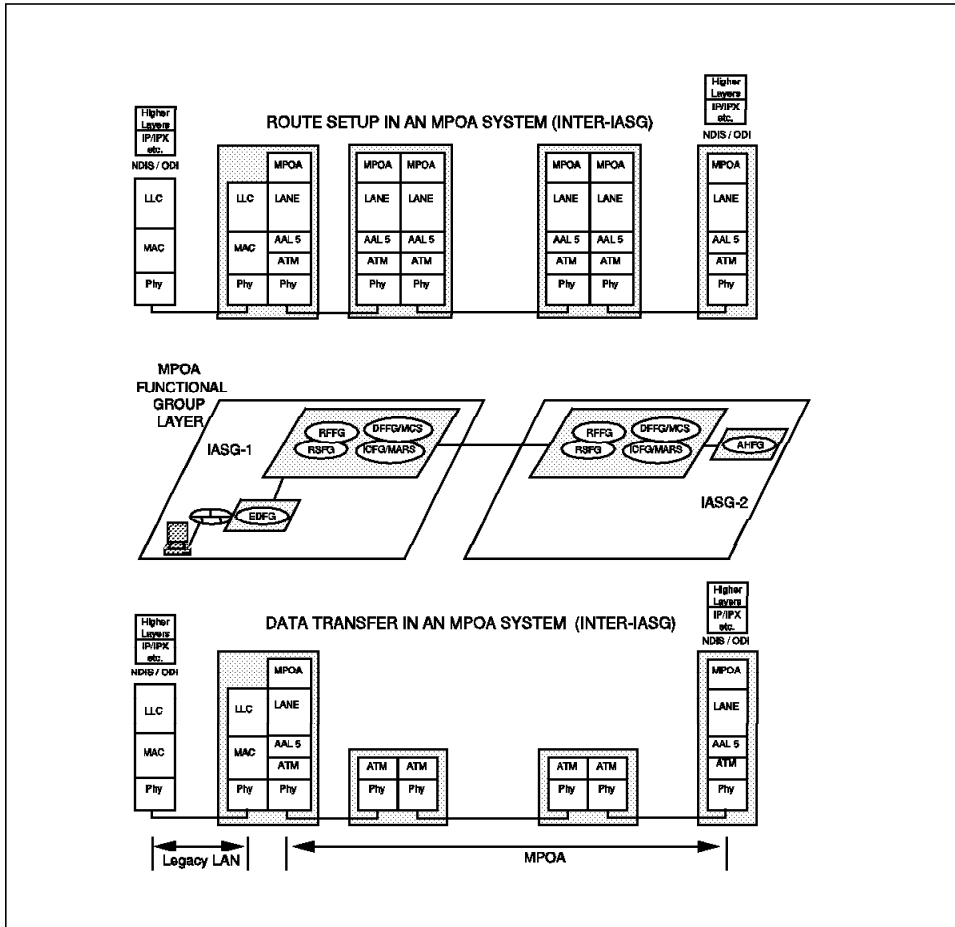 Higher
Layers
IP/IPX
etc.
NDIS / ODI
Higher
Layers
IP/IPX
etc.
NDIS / ODI
ROUTE SETUP IN AN MPOA SYSTEM (INTER-IASG)
MPOA MPOA MPOA MPOA MPOA MPOA
LLC LLC LANE LANE LANE LANE LANE LANE
MAC MAC AAL 5 AAL 5 AAL 5 AAL 5 AAL 5 AAL 5
ATM ATM ATM ATM ATM ATM
Phy Phy Phy Phy Phy Phy Phy Phy
MPOA
FUNCTIONAL
GROUP
LAYER
IASG-1
RFFG DFFG/MCS
RSFG ICFG/MARS
EDFG
RFFG DFFG/MCS
RSFG ICFG/MARS
AHFG
IASG-2
Higher
Layers
IP/IPX
etc.
NDIS / ODI
Higher
Layers
IP/IPX
etc.
NDIS / ODI
DATA TRANSFER IN AN MPOA SYSTEM (INTER-IASG)
MPOA MPOA
LLC LLC LANE LANE
MAC MAC AAL 5 AAL 5
ATM ATM ATM ATM ATM ATM
Phy Phy Phy Phy Phy Phy Phy Phy
Legacy LAN MPOA